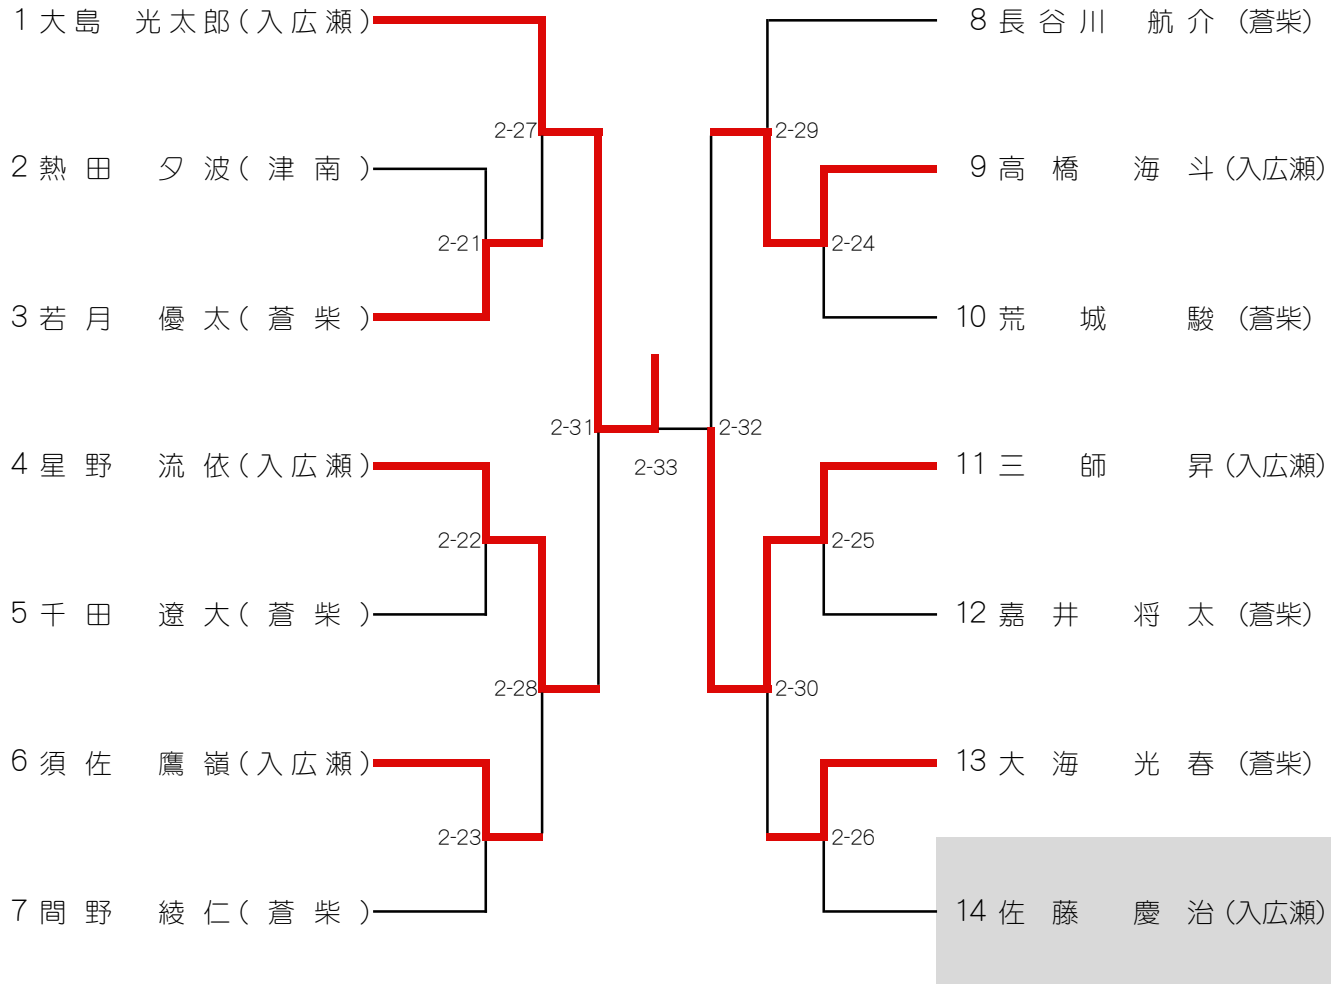 1 大島 光太郎(入広瀬)
2 熱田 夕波(津南)
3 若月 優太(蒼柴)
4 星野 流依(入広瀬)
5 千田 遼大(蒼柴)
6 須佐 鷹嶺(入広瀬)
7 間野 綾仁(蒼柴)
2-27
2-21
2-31
2-22
2-28
2-23
2-33
2-29
2-24
2-32
2-25
2-30
2-26
8 長谷川 航介 (蒼柴)
9 高橋 海斗 (入広瀬)
10 荒城 駿 (蒼柴)
11 三師 昇 (入広瀬)
12 嘉井 将太 (蒼柴)
13 大海 光春 (蒼柴)
14 佐藤 慶治 (入広瀬)